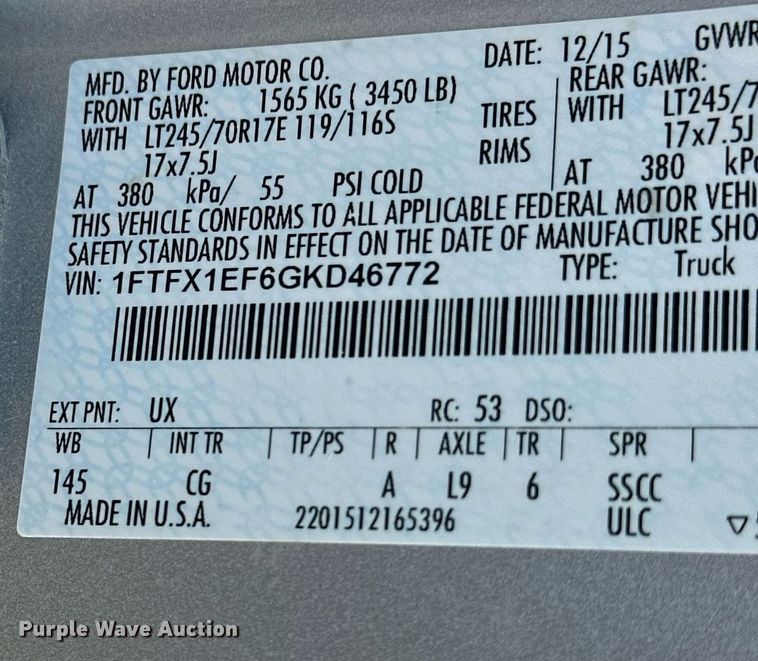 MFD. BY FORD MOTOR CO. DATE: 12/15 GVWR
FRONT GAWR: 1565 KG ( 3450 LB) REAR GAWR:
WITH LT245/70R17E 119/116S TIRES WITH LT245/7
17x7.5J RIMS 17x7.5J
AT 380 kPa/ 55 PSI COLD AT 380 kPa
THIS VEHICLE CONFORMS TO ALL APPLICABLE FEDERAL MOTOR VEHI
SAFETY STANDARDS IN EFFECT ON THE DATE OF MANUFACTURE SHO
VIN: 1FTFX1EF6GKD46772 TYPE: Truck
EXT PNT: UX RC: 53 DSO:
WB | INT TR | TP/PS | R | AXLE | TR | SPR |
145 CG A L9 6 SSCC
MADE IN U.S.A. 2201512165396 ULC
Purple Wave Auction